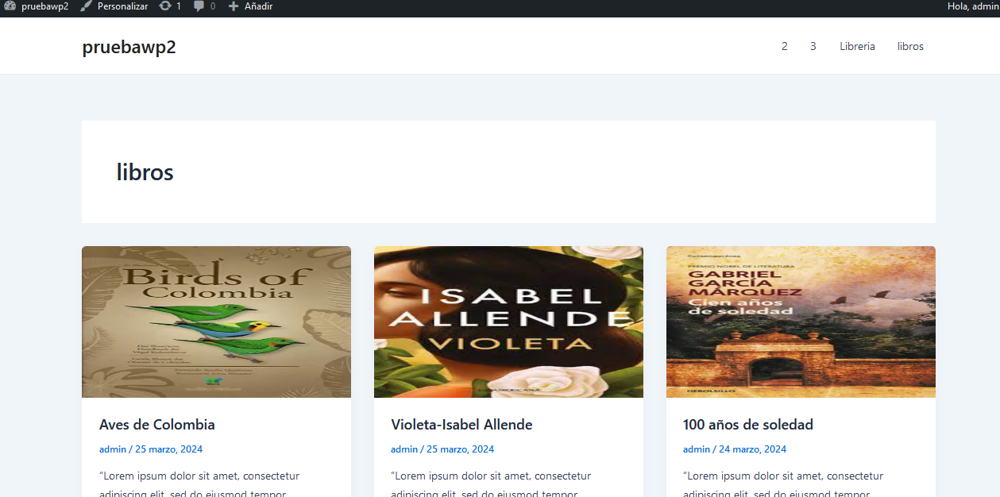 pruebawp2 Personalizar 1 0 Añadir Hola, admin
pruebawp2 2 3 Libreria libros
libros
Birds of
Colombia
ISABEL
ALLENDE
VIOLETA
Contemporánea
PREMIO NOBEL DE LITERATURA
GABRIEL
GARCÍA
MÁRQUEZ
Cien años
de soledad
DEBOLSILLO
Aves de Colombia
admin / 25 marzo, 2024
“Lorem ipsum dolor sit amet, consectetur
adipiscing elit, sed do eiusmod tempor
Violeta-Isabel Allende
admin / 25 marzo, 2024
“Lorem ipsum dolor sit amet, consectetur
adipiscing elit, sed do eiusmod tempor
100 años de soledad
admin / 24 marzo, 2024
“Lorem ipsum dolor sit amet, consectetur
adipiscing elit, sed do eiusmod tempor